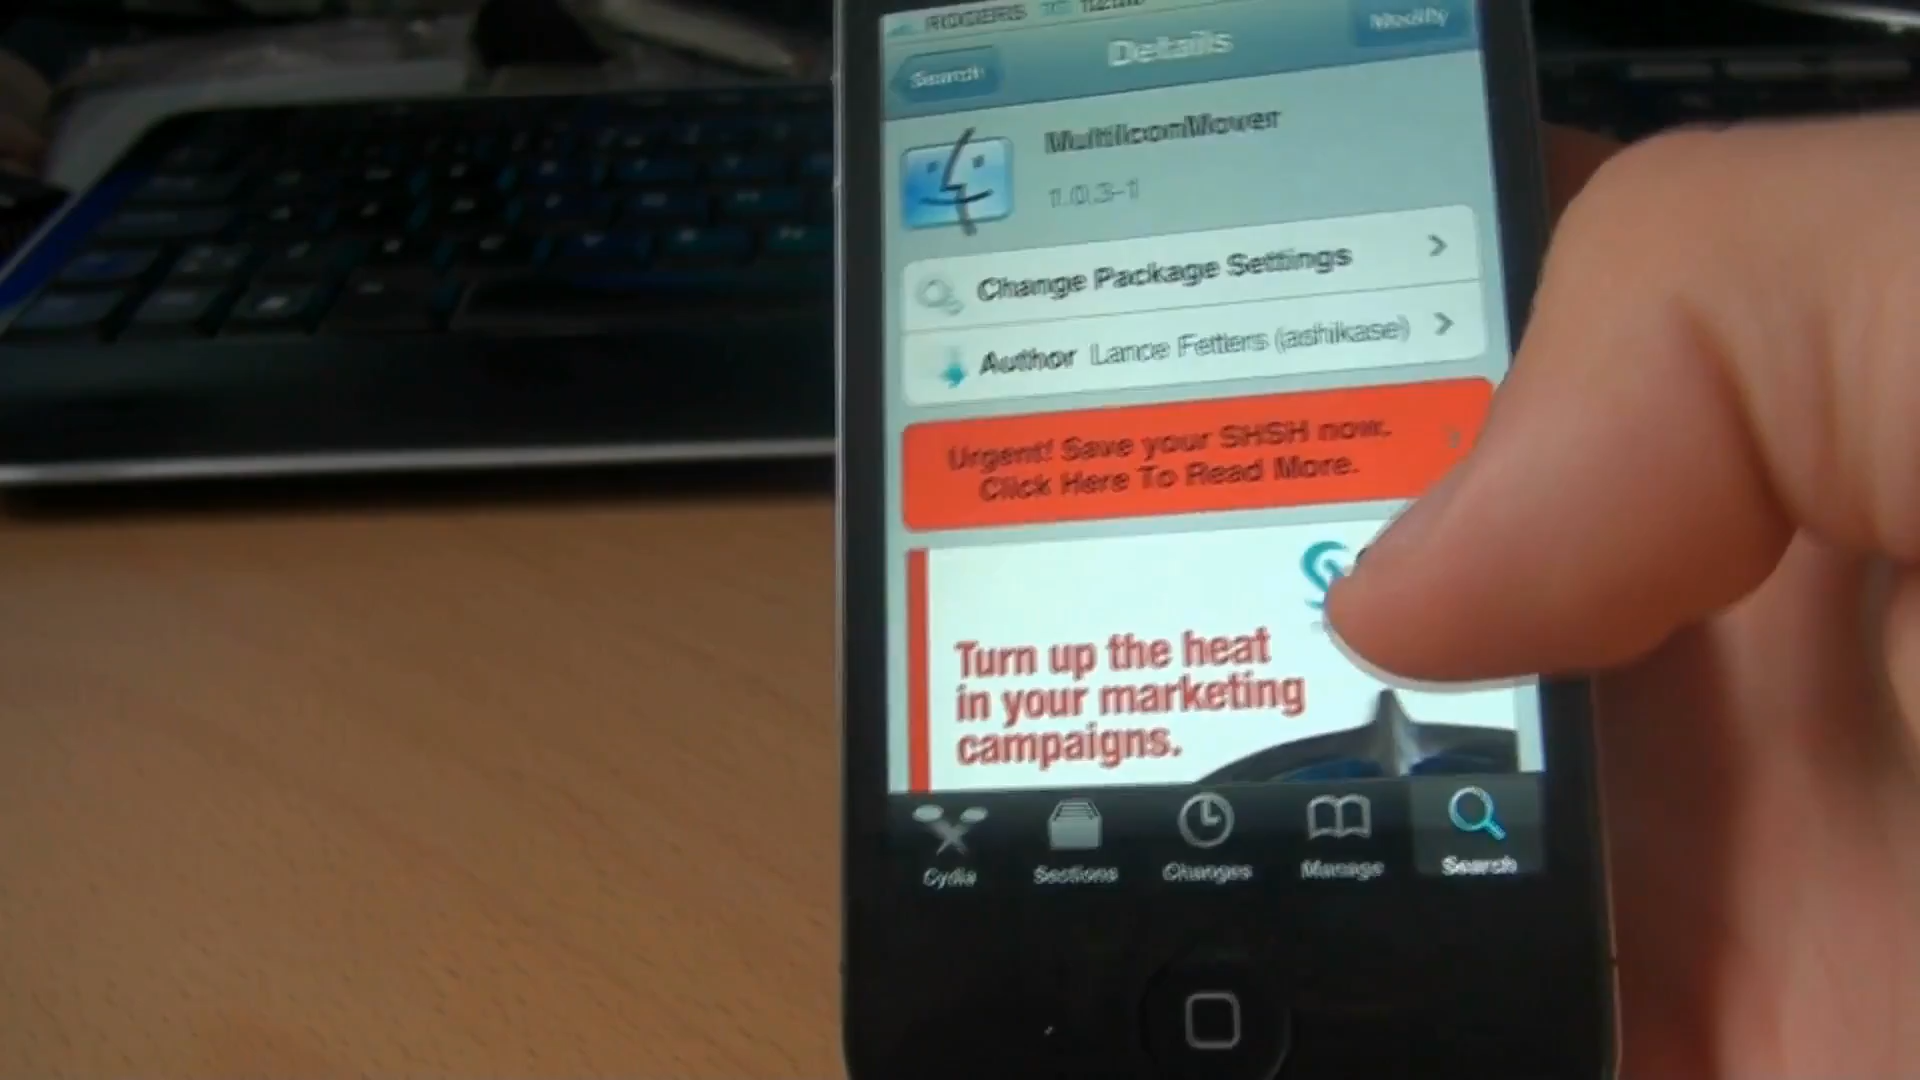 ROGERS
Search
Details
Modify
MultiIconMover
1.0.3-1
Change Package Settings
Author Lance Fetters (ashikase)
Urgent! Save your SHSH now.
Click Here To Read More.
Turn up the heat
in your marketing
campaigns.
Cydia
Sections
Changes
Manage
Search